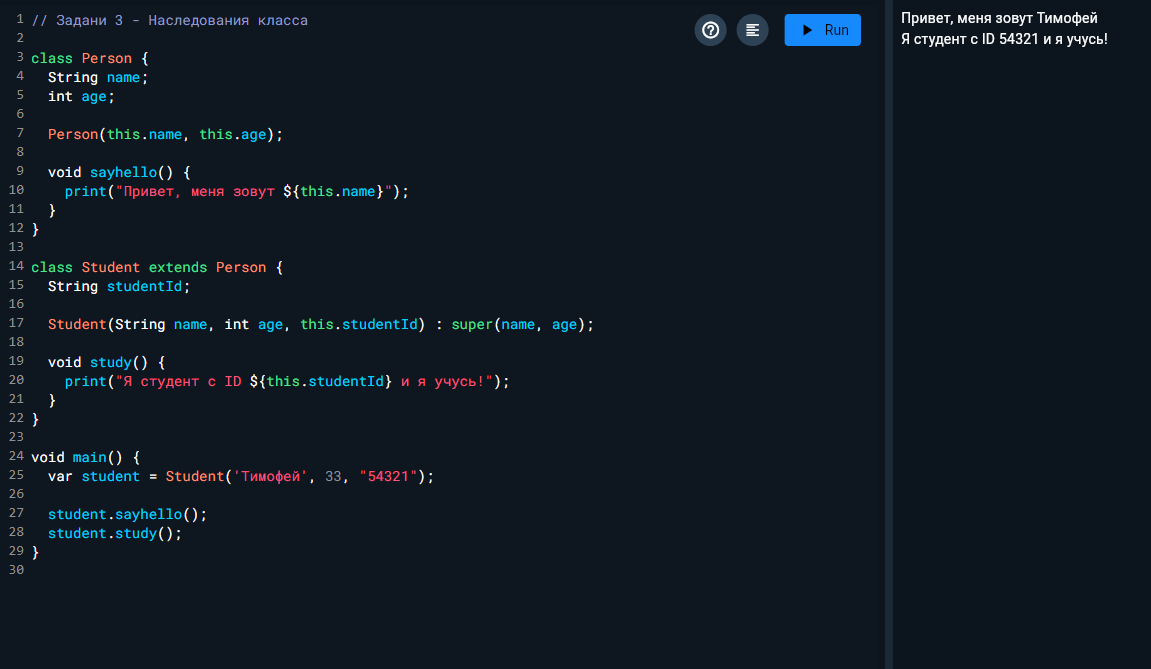 1 // Задани 3 - Наследования класса
2
3 class Person {
4   String name;
5   int age;
6
7   Person(this.name, this.age);
8
9   void sayhello() {
10     print("Привет, меня зовут ${this.name}");
11   }
12 }
13
14 class Student extends Person {
15   String studentId;
16
17   Student(String name, int age, this.studentId) : super(name, age);
18
19   void study() {
20     print("Я студент с ID ${this.studentId} и я учусь!");
21   }
22 }
23
24 void main() {
25   var student = Student('Тимофей', 33, "54321");
26
27   student.sayhello();
28   student.study();
29 }
30
Run
Привет, меня зовут Тимофей
Я студент с ID 54321 и я учусь!